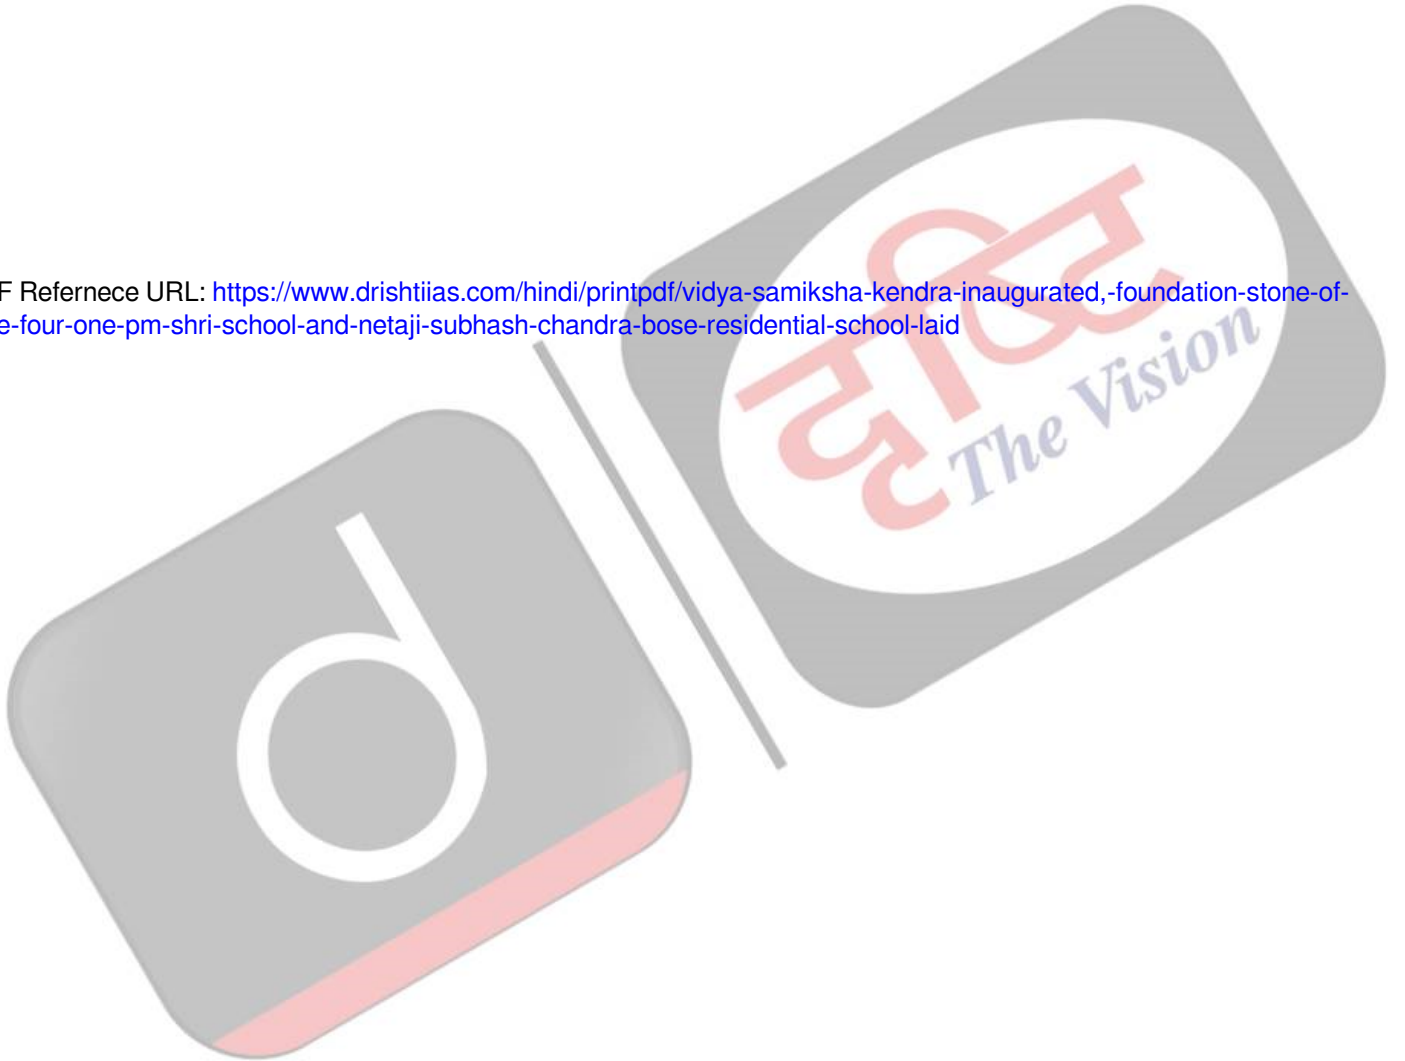 F Refernece URL: https://www.drishtiias.com/hindi/printpdf/vidya-samiksha-kendra-inaugurated,-foundation-stone-of-
e-four-one-pm-shri-school-and-netaji-subhash-chandra-bose-residential-school-laid
दृष्टि
The Vision
d